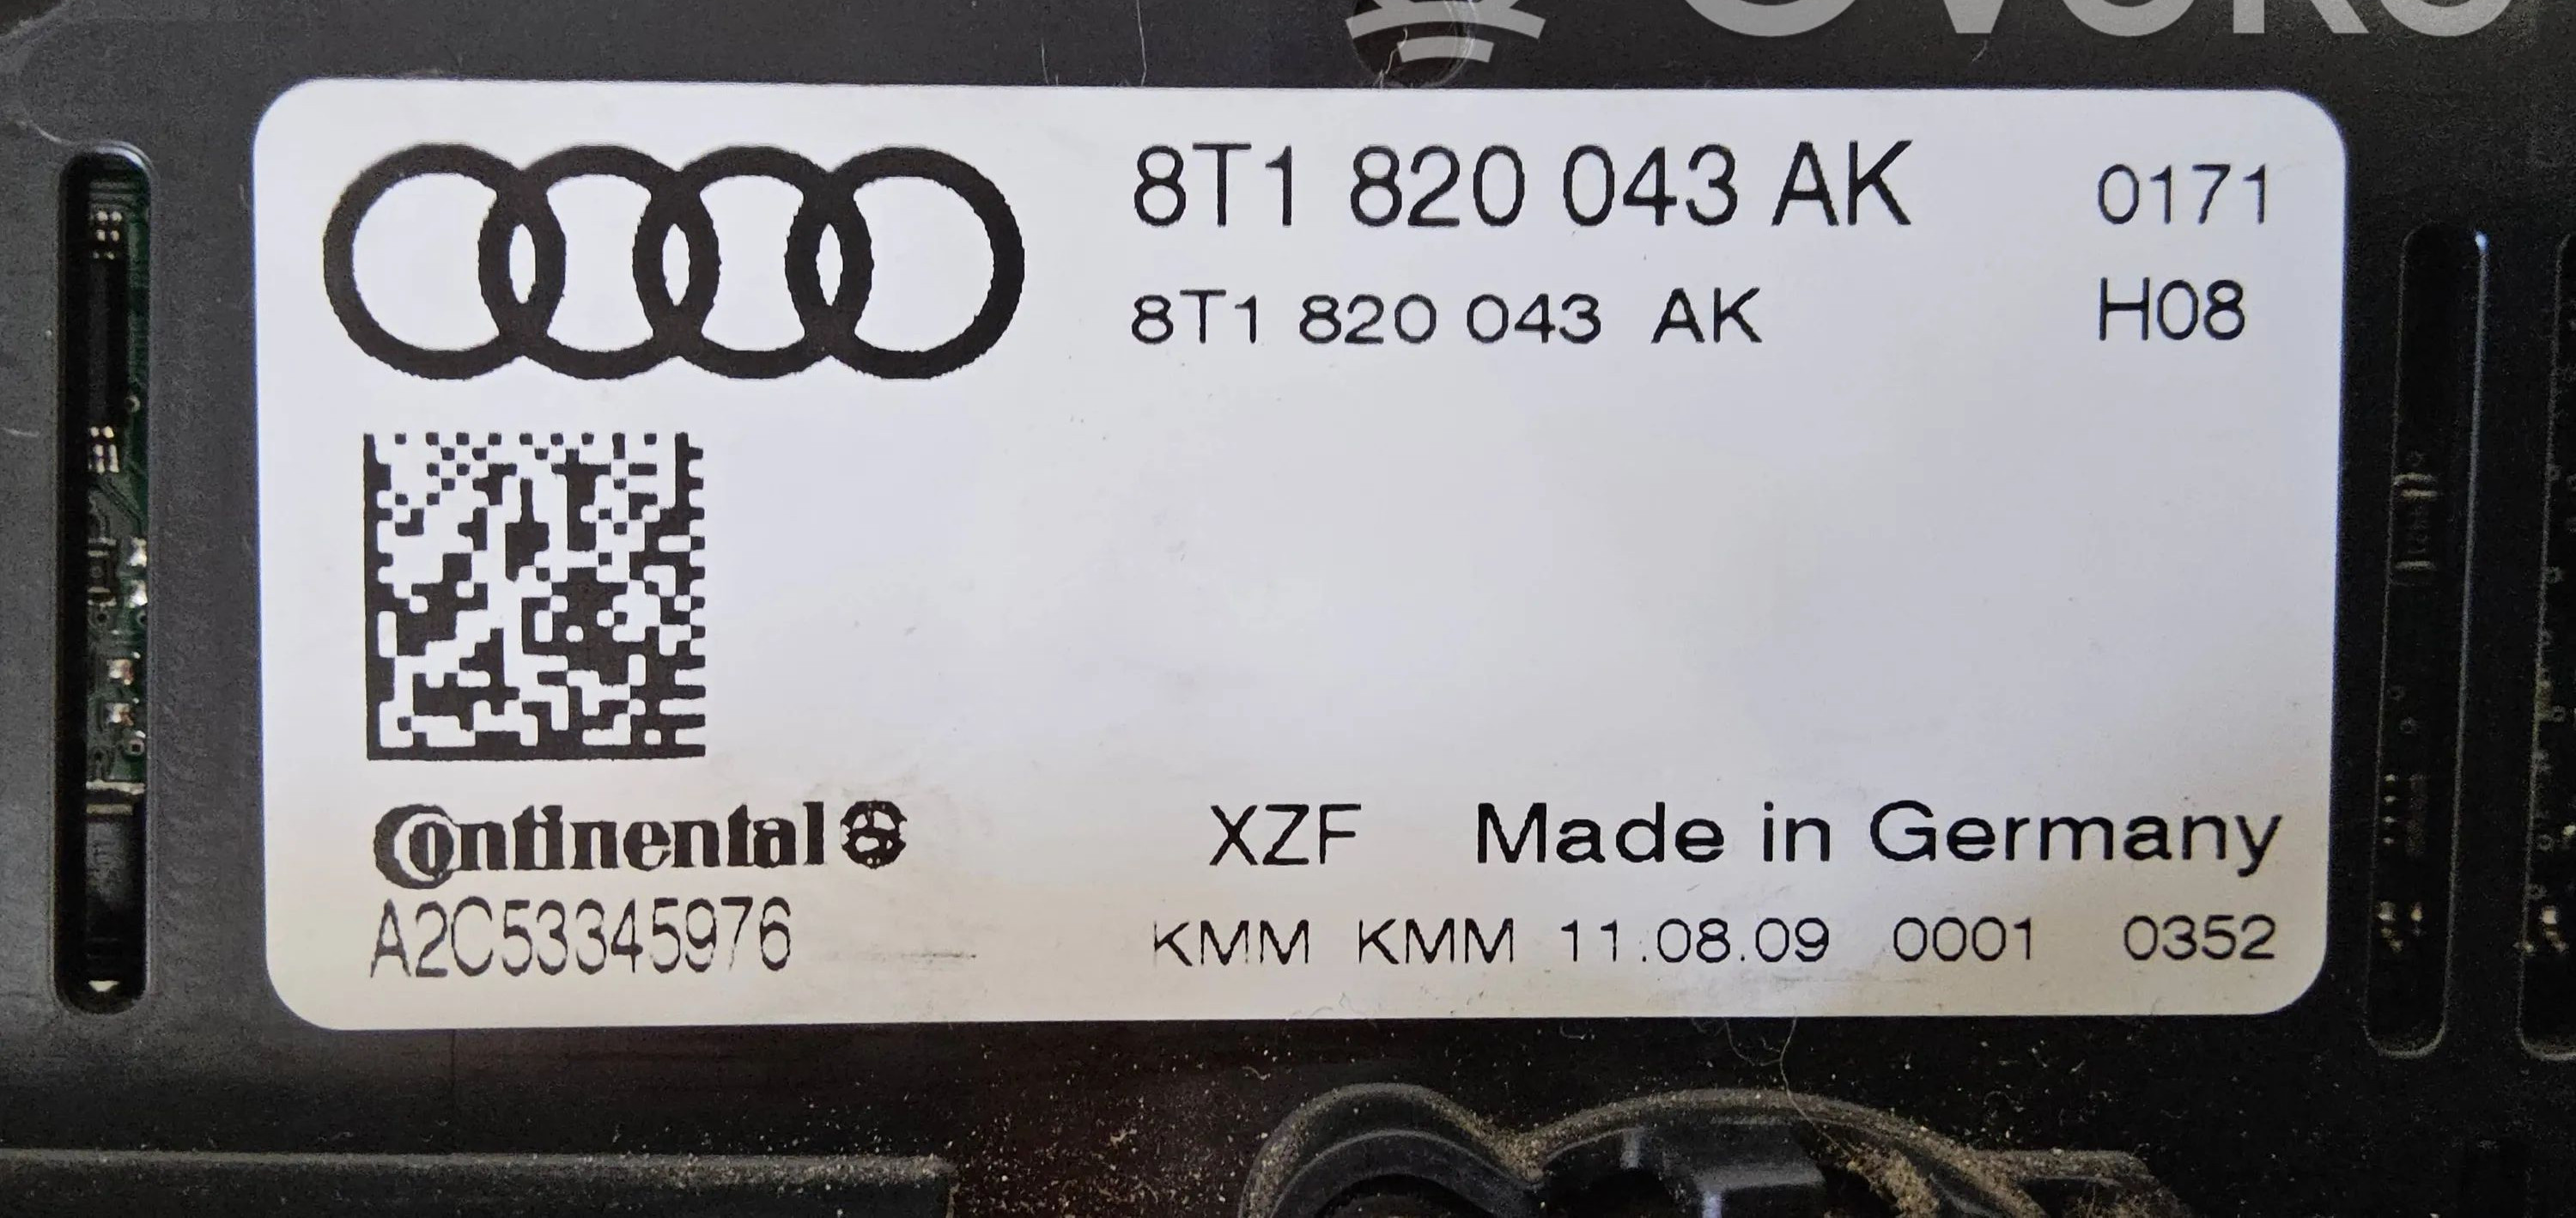 8T1 820 043 AK 0171
8T1 820 043 AK H08
Continental
XZF Made in Germany
A2C53345976
KMM KMM 11.08.09 0001 0352